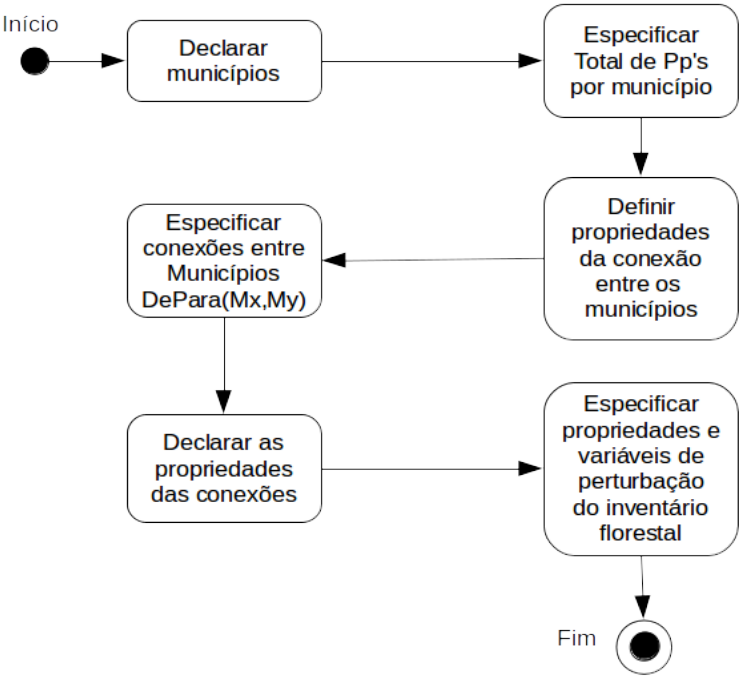 Início
Declarar
municípios
Especificar
Total de Pp's
por município
Definir
propriedades
da conexão
entre os
municípios
Especificar
conexões entre
Municípios
DePara(Mx,My)
Declarar as
propriedades
das conexões
Especificar
propriedades e
variáveis de
perturbação
do inventário
florestal
Fim